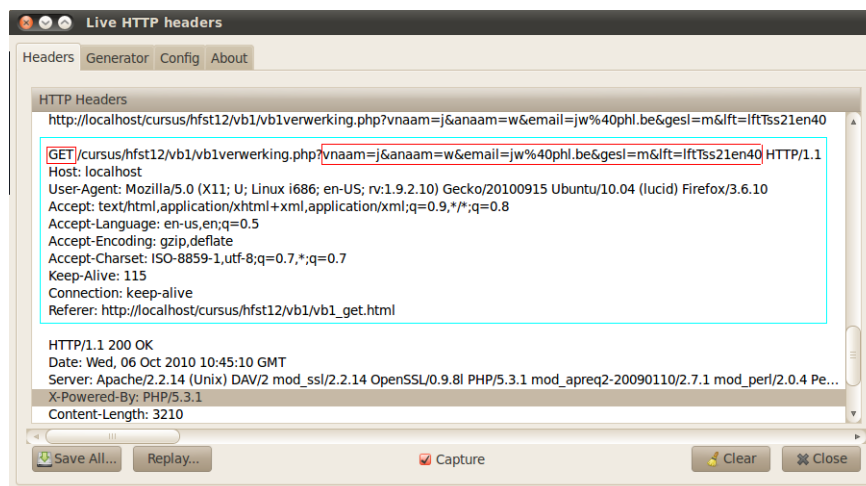 Live HTTP headers
Headers Generator Config About
HTTP Headers
http://localhost/cursus/hfst12/vb1/vb1verwerking.php?vnaam=j&anaam=w&email=jw%40phl.be&gesl=m&lft=lftTss21en40
GET /cursus/hfst12/vb1/vb1verwerking.php?vnaam=j&anaam=w&email=jw%40phl.be&gesl=m&lft=lftTss21en40 HTTP/1.1
Host: localhost
User-Agent: Mozilla/5.0 (X11; U; Linux i686; en-US; rv:1.9.2.10) Gecko/20100915 Ubuntu/10.04 (lucid) Firefox/3.6.10
Accept: text/html,application/xhtml+xml,application/xml;q=0.9,*/*;q=0.8
Accept-Language: en-us,en;q=0.5
Accept-Encoding: gzip,deflate
Accept-Charset: ISO-8859-1,utf-8;q=0.7,*;q=0.7
Keep-Alive: 115
Connection: keep-alive
Referer: http://localhost/cursus/hfst12/vb1/vb1_get.html
HTTP/1.1 200 OK
Date: Wed, 06 Oct 2010 10:45:10 GMT
Server: Apache/2.2.14 (Unix) DAV/2 mod_ssl/2.2.14 OpenSSL/0.9.8l PHP/5.3.1 mod_apreq2-20090110/2.7.1 mod_perl/2.0.4 Pe...
X-Powered-By: PHP/5.3.1
Content-Length: 3210
Save All... Replay... Capture Clear Close